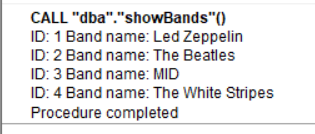 CALL "dba"."showBands"()
ID: 1 Band name: Led Zeppelin
ID: 2 Band name: The Beatles
ID: 3 Band name: MID
ID: 4 Band name: The White Stripes
Procedure completed